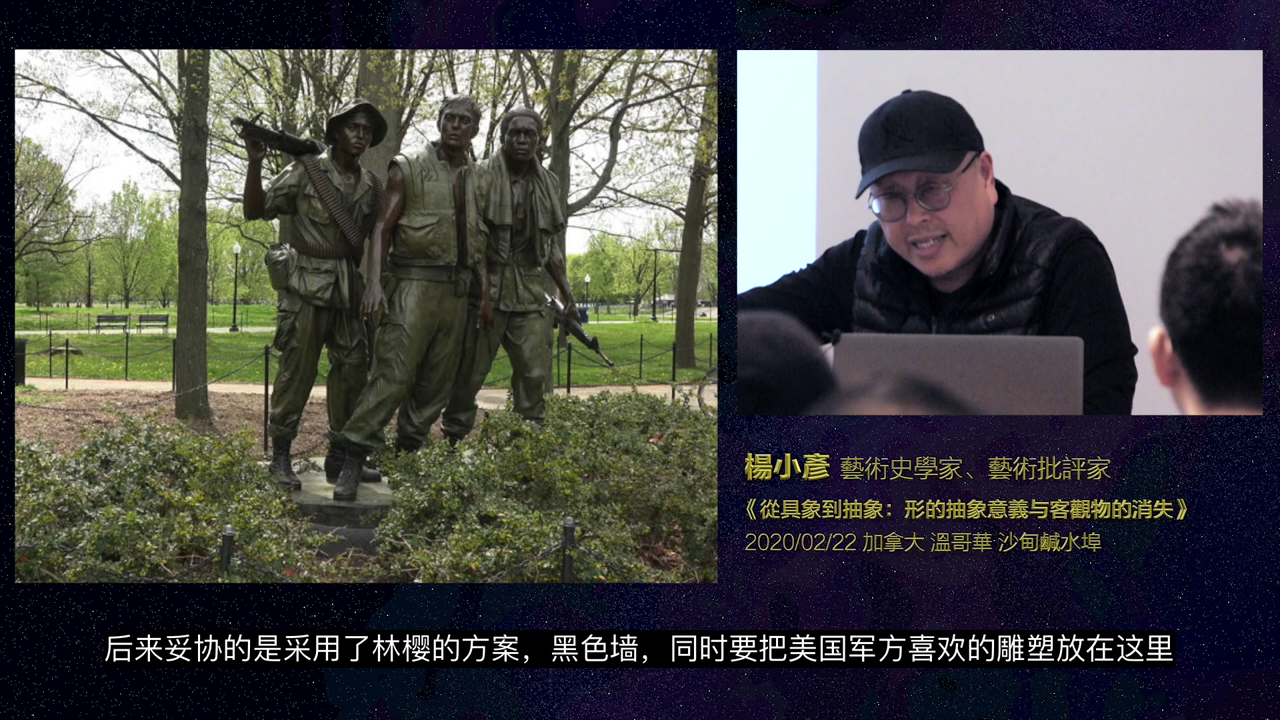 楊小彥 藝術史學家、藝術批評家
《從具象到抽象：形的抽象意義与客觀物的消失》
2020/02/22 加拿大 溫哥華 沙甸鹹水埠
后来妥协的是采用了林樱的方案，黑色墙，同时要把美国军方喜欢的雕塑放在这里